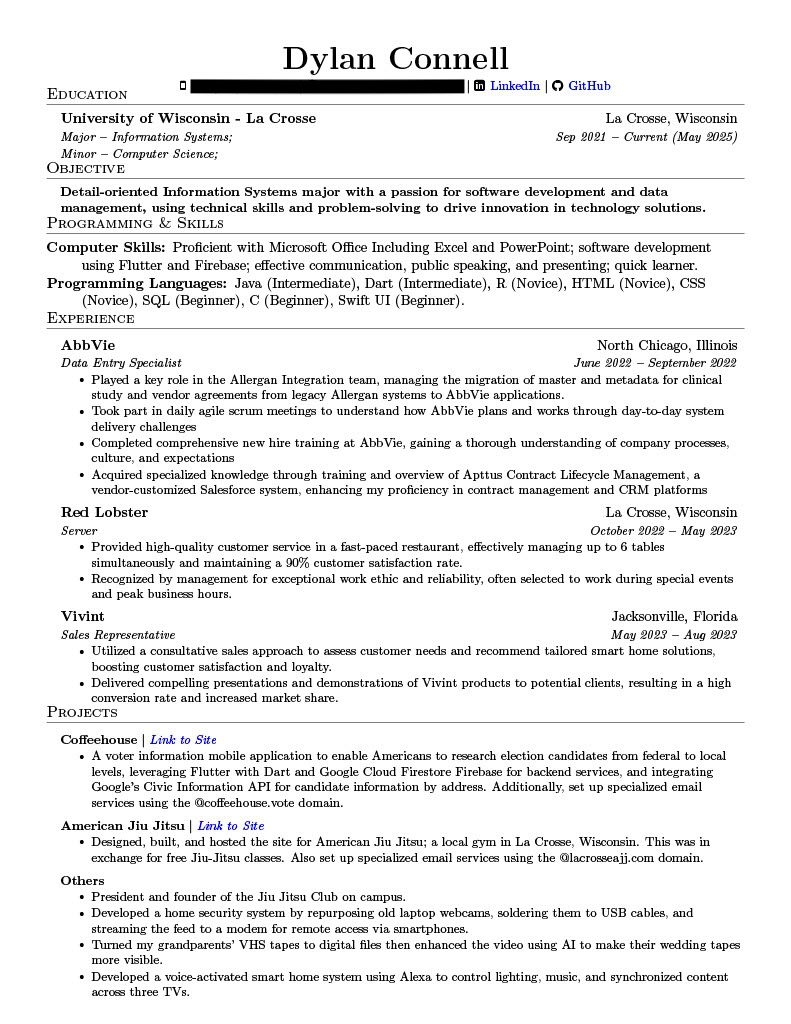 Dylan Connell
| LinkedIn | GitHub
Education
University of Wisconsin - La Crosse La Crosse, Wisconsin
Major – Information Systems; Sep 2021 – Current (May 2025)
Minor – Computer Science;
Objective
Detail-oriented Information Systems major with a passion for software development and data
management, using technical skills and problem-solving to drive innovation in technology solutions.
Programming & Skills
Computer Skills: Proficient with Microsoft Office Including Excel and PowerPoint; software development
using Flutter and Firebase; effective communication, public speaking, and presenting; quick learner.
Programming Languages: Java (Intermediate), Dart (Intermediate), R (Novice), HTML (Novice), CSS
(Novice), SQL (Beginner), C (Beginner), Swift UI (Beginner).
Experience
AbbVie North Chicago, Illinois
Data Entry Specialist June 2022 – September 2022
• Played a key role in the Allergan Integration team, managing the migration of master and metadata for clinical
study and vendor agreements from legacy Allergan systems to AbbVie applications.
• Took part in daily agile scrum meetings to understand how AbbVie plans and works through day-to-day system
delivery challenges
• Completed comprehensive new hire training at AbbVie, gaining a thorough understanding of company processes,
culture, and expectations
• Acquired specialized knowledge through training and overview of Apttus Contract Lifecycle Management, a
vendor-customized Salesforce system, enhancing my proficiency in contract management and CRM platforms
Red Lobster La Crosse, Wisconsin
Server October 2022 – May 2023
• Provided high-quality customer service in a fast-paced restaurant, effectively managing up to 6 tables
simultaneously and maintaining a 90% customer satisfaction rate.
• Recognized by management for exceptional work ethic and reliability, often selected to work during special events
and peak business hours.
Vivint Jacksonville, Florida
Sales Representative May 2023 – Aug 2023
• Utilized a consultative sales approach to assess customer needs and recommend tailored smart home solutions,
boosting customer satisfaction and loyalty.
• Delivered compelling presentations and demonstrations of Vivint products to potential clients, resulting in a high
conversion rate and increased market share.
Projects
Coffeehouse | Link to Site
• A voter information mobile application to enable Americans to research election candidates from federal to local
levels, leveraging Flutter with Dart and Google Cloud Firestore Firebase for backend services, and integrating
Google's Civic Information API for candidate information by address. Additionally, set up specialized email
services using the @coffeehouse.vote domain.
American Jiu Jitsu | Link to Site
• Designed, built, and hosted the site for American Jiu Jitsu; a local gym in La Crosse, Wisconsin. This was in
exchange for free Jiu-Jitsu classes. Also set up specialized email services using the @lacrosseajj.com domain.
Others
• President and founder of the Jiu Jitsu Club on campus.
• Developed a home security system by repurposing old laptop webcams, soldering them to USB cables, and
streaming the feed to a modem for remote access via smartphones.
• Turned my grandparents' VHS tapes to digital files then enhanced the video using AI to make their wedding tapes
more visible.
• Developed a voice-activated smart home system using Alexa to control lighting, music, and synchronized content
across three TVs.